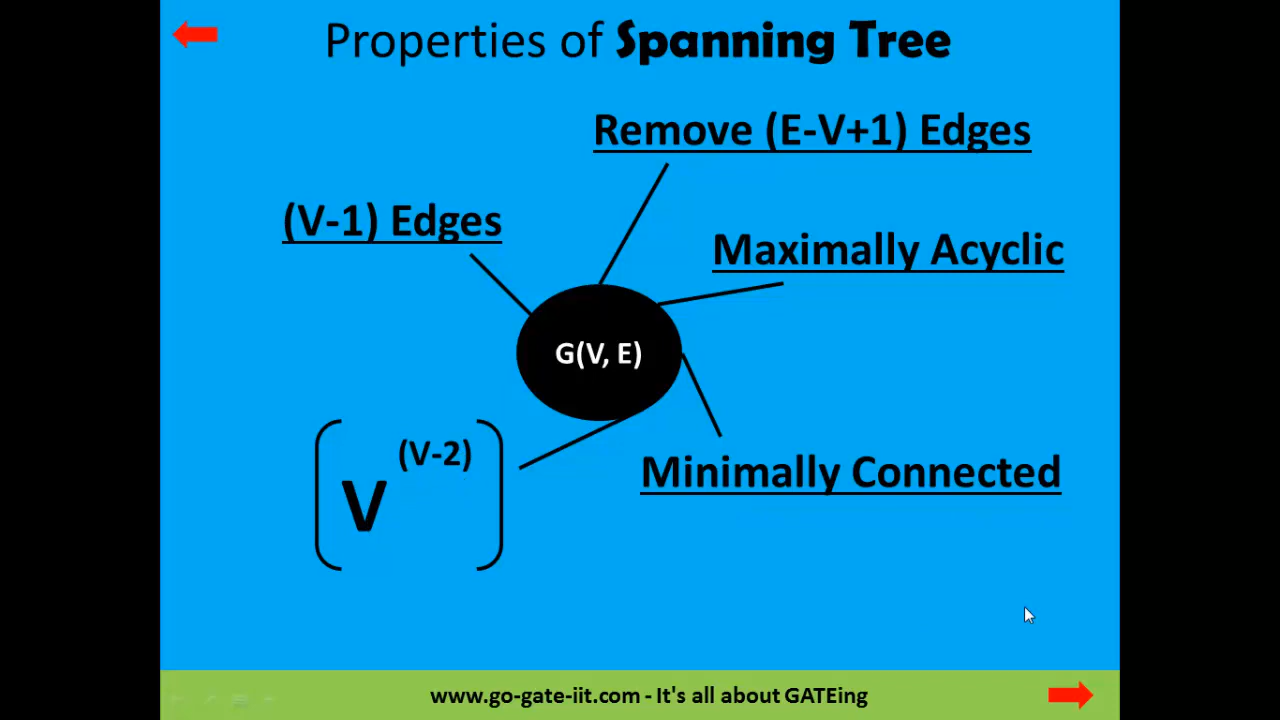 Properties of Spanning Tree
Remove (E-V+1) Edges
(V-1) Edges
Maximally Acyclic
G(V, E)
(V-2)
V
Minimally Connected
www.go-gate-iit.com - It's all about GATEing